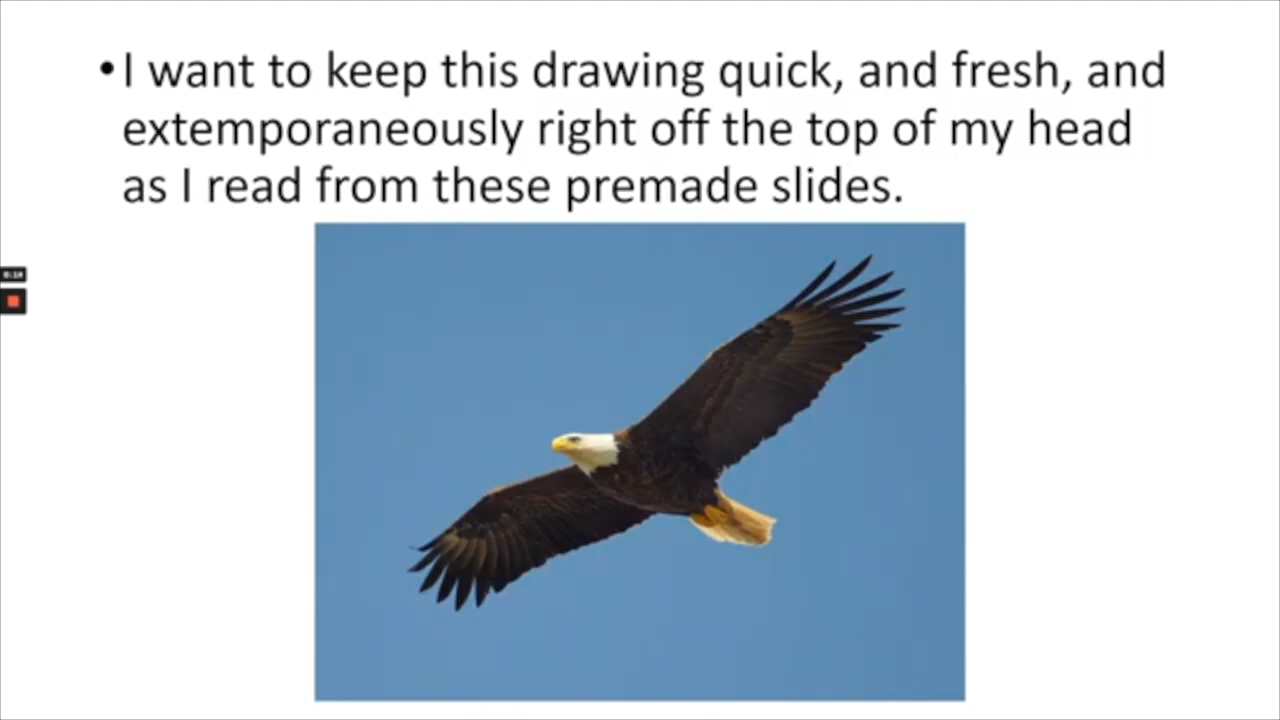 • I want to keep this drawing quick, and fresh, and
extemporaneously right off the top of my head
as I read from these premade slides.